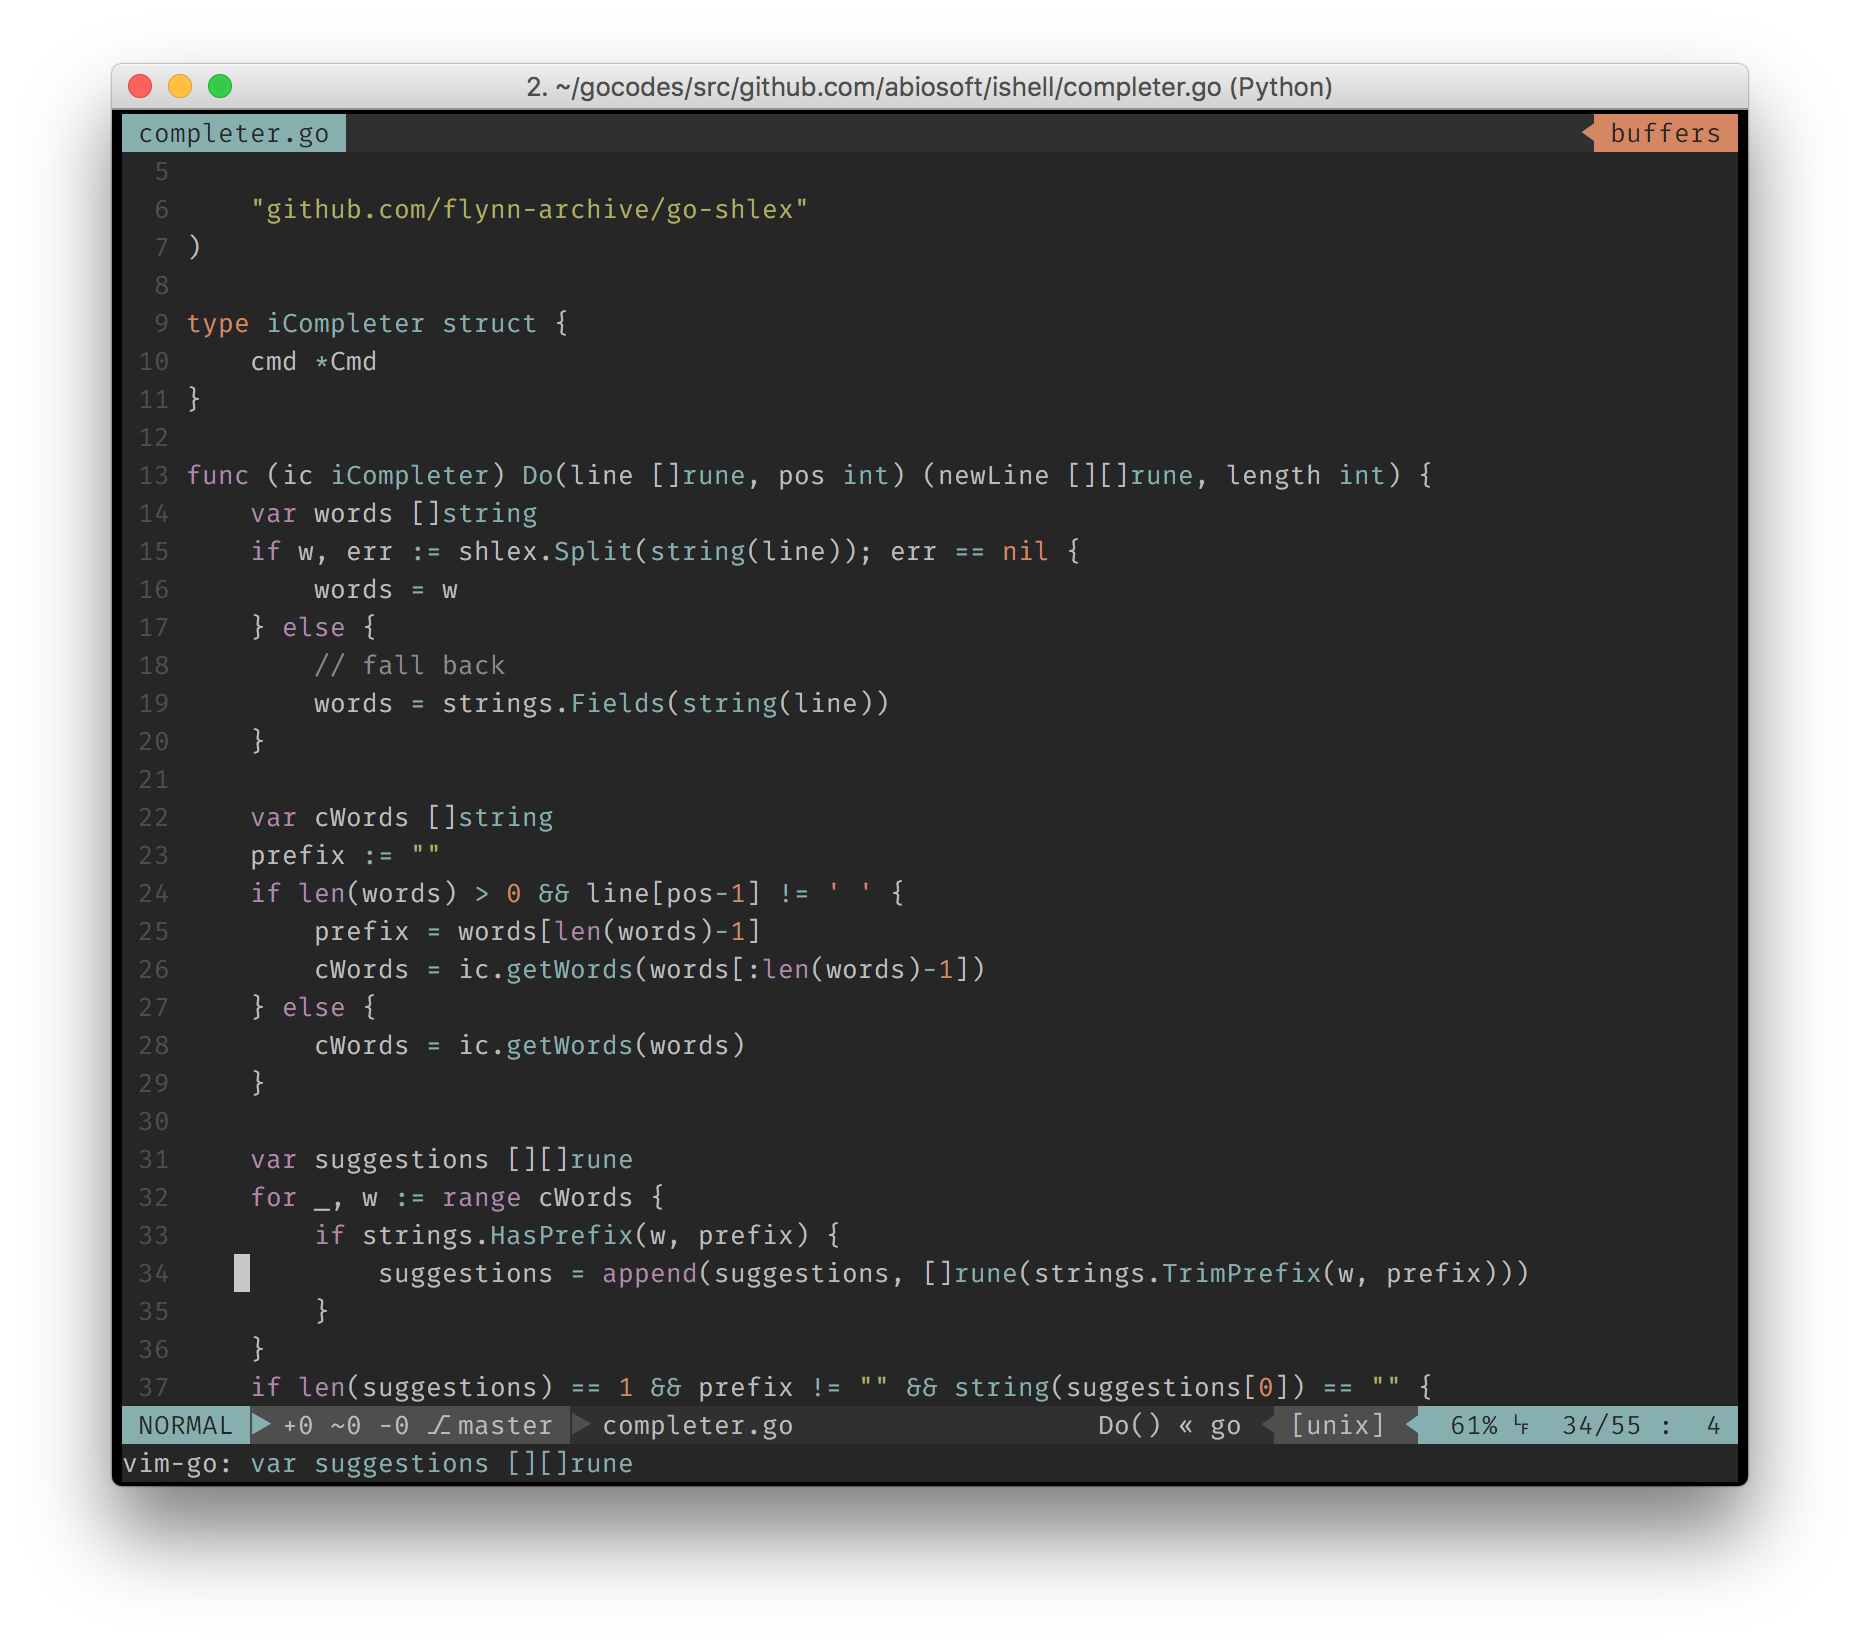 2. ~/gocodes/src/github.com/abiosoft/ishell/completer.go (Python)
completer.go buffers
5
6     "github.com/flynn-archive/go-shlex"
7 )
8
9 type iCompleter struct {
10     cmd *Cmd
11 }
12
13 func (ic iCompleter) Do(line []rune, pos int) (newLine [][]rune, length int) {
14     var words []string
15     if w, err := shlex.Split(string(line)); err == nil {
16         words = w
17     } else {
18         // fall back
19         words = strings.Fields(string(line))
20     }
21
22     var cWords []string
23     prefix := ""
24     if len(words) > 0 && line[pos-1] != ' ' {
25         prefix = words[len(words)-1]
26         cWords = ic.getWords(words[:len(words)-1])
27     } else {
28         cWords = ic.getWords(words)
29     }
30
31     var suggestions [][]rune
32     for _, w := range cWords {
33         if strings.HasPrefix(w, prefix) {
34             suggestions = append(suggestions, []rune(strings.TrimPrefix(w, prefix)))
35         }
36     }
37     if len(suggestions) == 1 && prefix != "" && string(suggestions[0]) == "" {
NORMAL +0 ~0 -0 ⎇ master completer.go Do() « go [unix] 61% ␊ 34/55 : 4
vim-go: var suggestions [][]rune